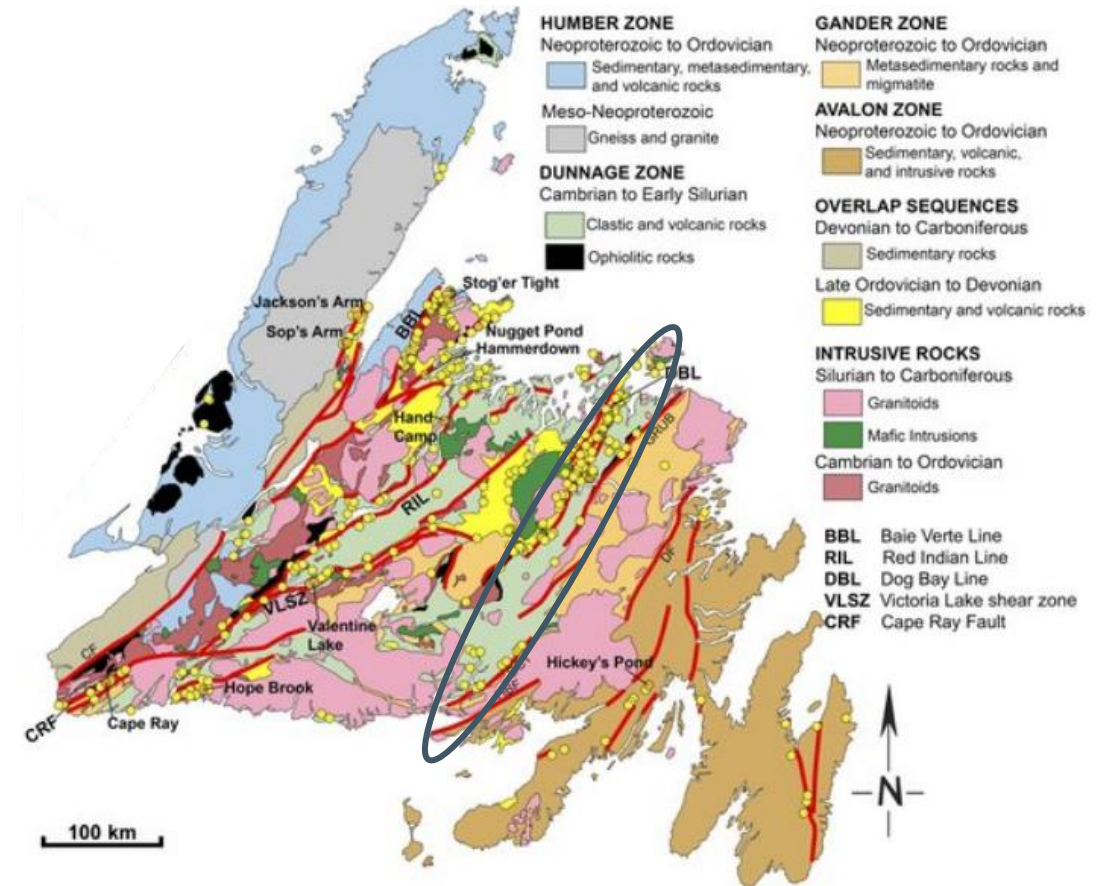 HUMBER ZONE
Neoproterozoic to Ordovician
Sedimentary, metasedimentary,
and volcanic rocks
Meso-Neoproterozoic
Gneiss and granite
DUNNAGE ZONE
Cambrian to Early Silurian
Clastic and volcanic rocks
Ophiolitic rocks
GANDER ZONE
Neoproterozoic to Ordovician
Metasedimentary rocks and
migmatite
AVALON ZONE
Neoproterozoic to Ordovician
Sedimentary, volcanic,
and intrusive rocks
OVERLAP SEQUENCES
Devonian to Carboniferous
Sedimentary rocks
Late Ordovician to Devonian
Sedimentary and volcanic rocks
INTRUSIVE ROCKS
Silurian to Carboniferous
Granitoids
Mafic Intrusions
Cambrian to Ordovician
Granitoids
BBL Baie Verte Line
RIL Red Indian Line
DBL Dog Bay Line
VLSZ Victoria Lake shear zone
CRF Cape Ray Fault
Stog'er Tight
Jackson's Arm
BBL
Sop's Arm
Nugget Pond
Hammerdown
DBL
Hand
Camp
GRUB
RIL
DF
VLSZ
Valentine
Lake
CF
Hickey's Pond
Hope Brook
CRF
Cape Ray
N
100 km